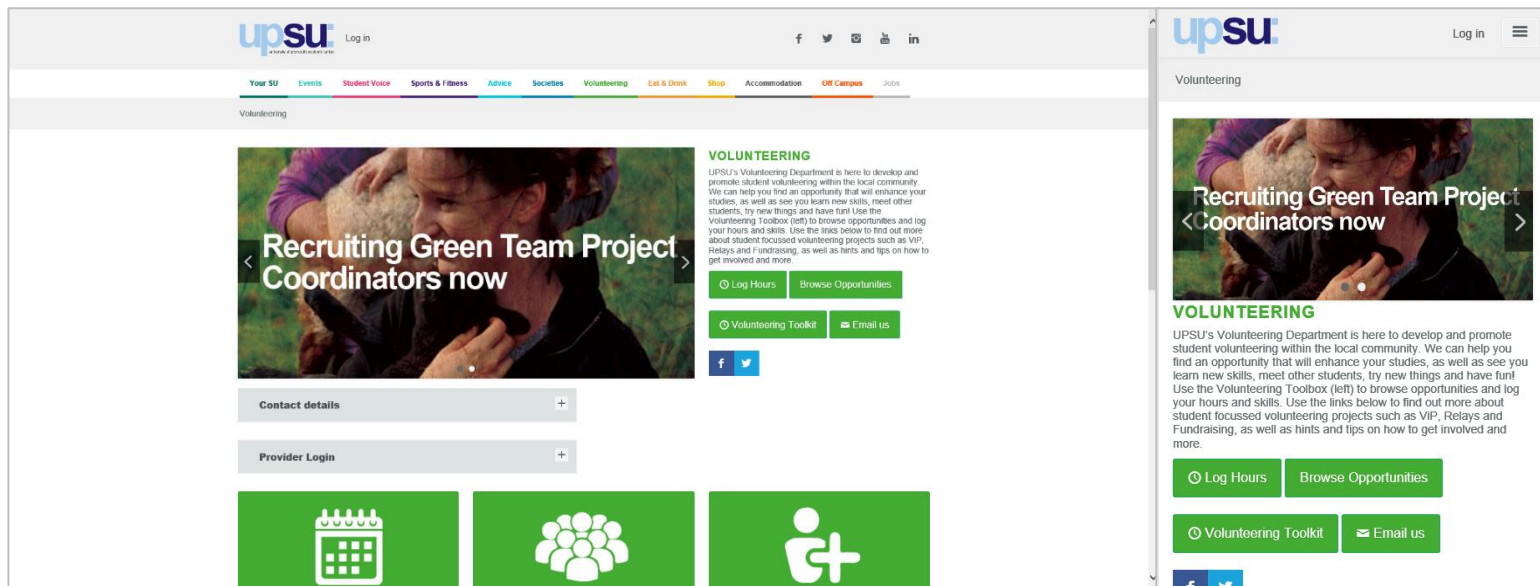 upsu:
Log in
Your SU Events Student Voice Sports & Fitness Advice Societies Volunteering Eat & Drink Shop Accommodation Off Campus Jobs
Volunteering
Recruiting Green Team Project
Coordinators now
VOLUNTEERING
UPSU's Volunteering Department is here to develop and
promote student volunteering within the local community.
We can help you find an opportunity that will enhance your
studies, as well as see you learn new skills, meet other
students, try new things and have fun! Use the
Volunteering Toolbox (left) to browse opportunities and log
your hours and skills. Use the links below to find out more
about student focussed volunteering projects such as ViP,
Relays and Fundraising, as well as hints and tips on how to
get involved and more.
Log Hours Browse Opportunities
Volunteering Toolkit Email us
Contact details
Provider Login
upsu:
Log in
Volunteering
Recruiting Green Team Project
Coordinators now
VOLUNTEERING
UPSU's Volunteering Department is here to develop and promote
student volunteering within the local community. We can help you
find an opportunity that will enhance your studies, as well as see you
learn new skills, meet other students, try new things and have fun!
Use the Volunteering Toolbox (left) to browse opportunities and log
your hours and skills. Use the links below to find out more about
student focussed volunteering projects such as ViP, Relays and
Fundraising, as well as hints and tips on how to get involved and
more.
Log Hours Browse Opportunities
Volunteering Toolkit Email us